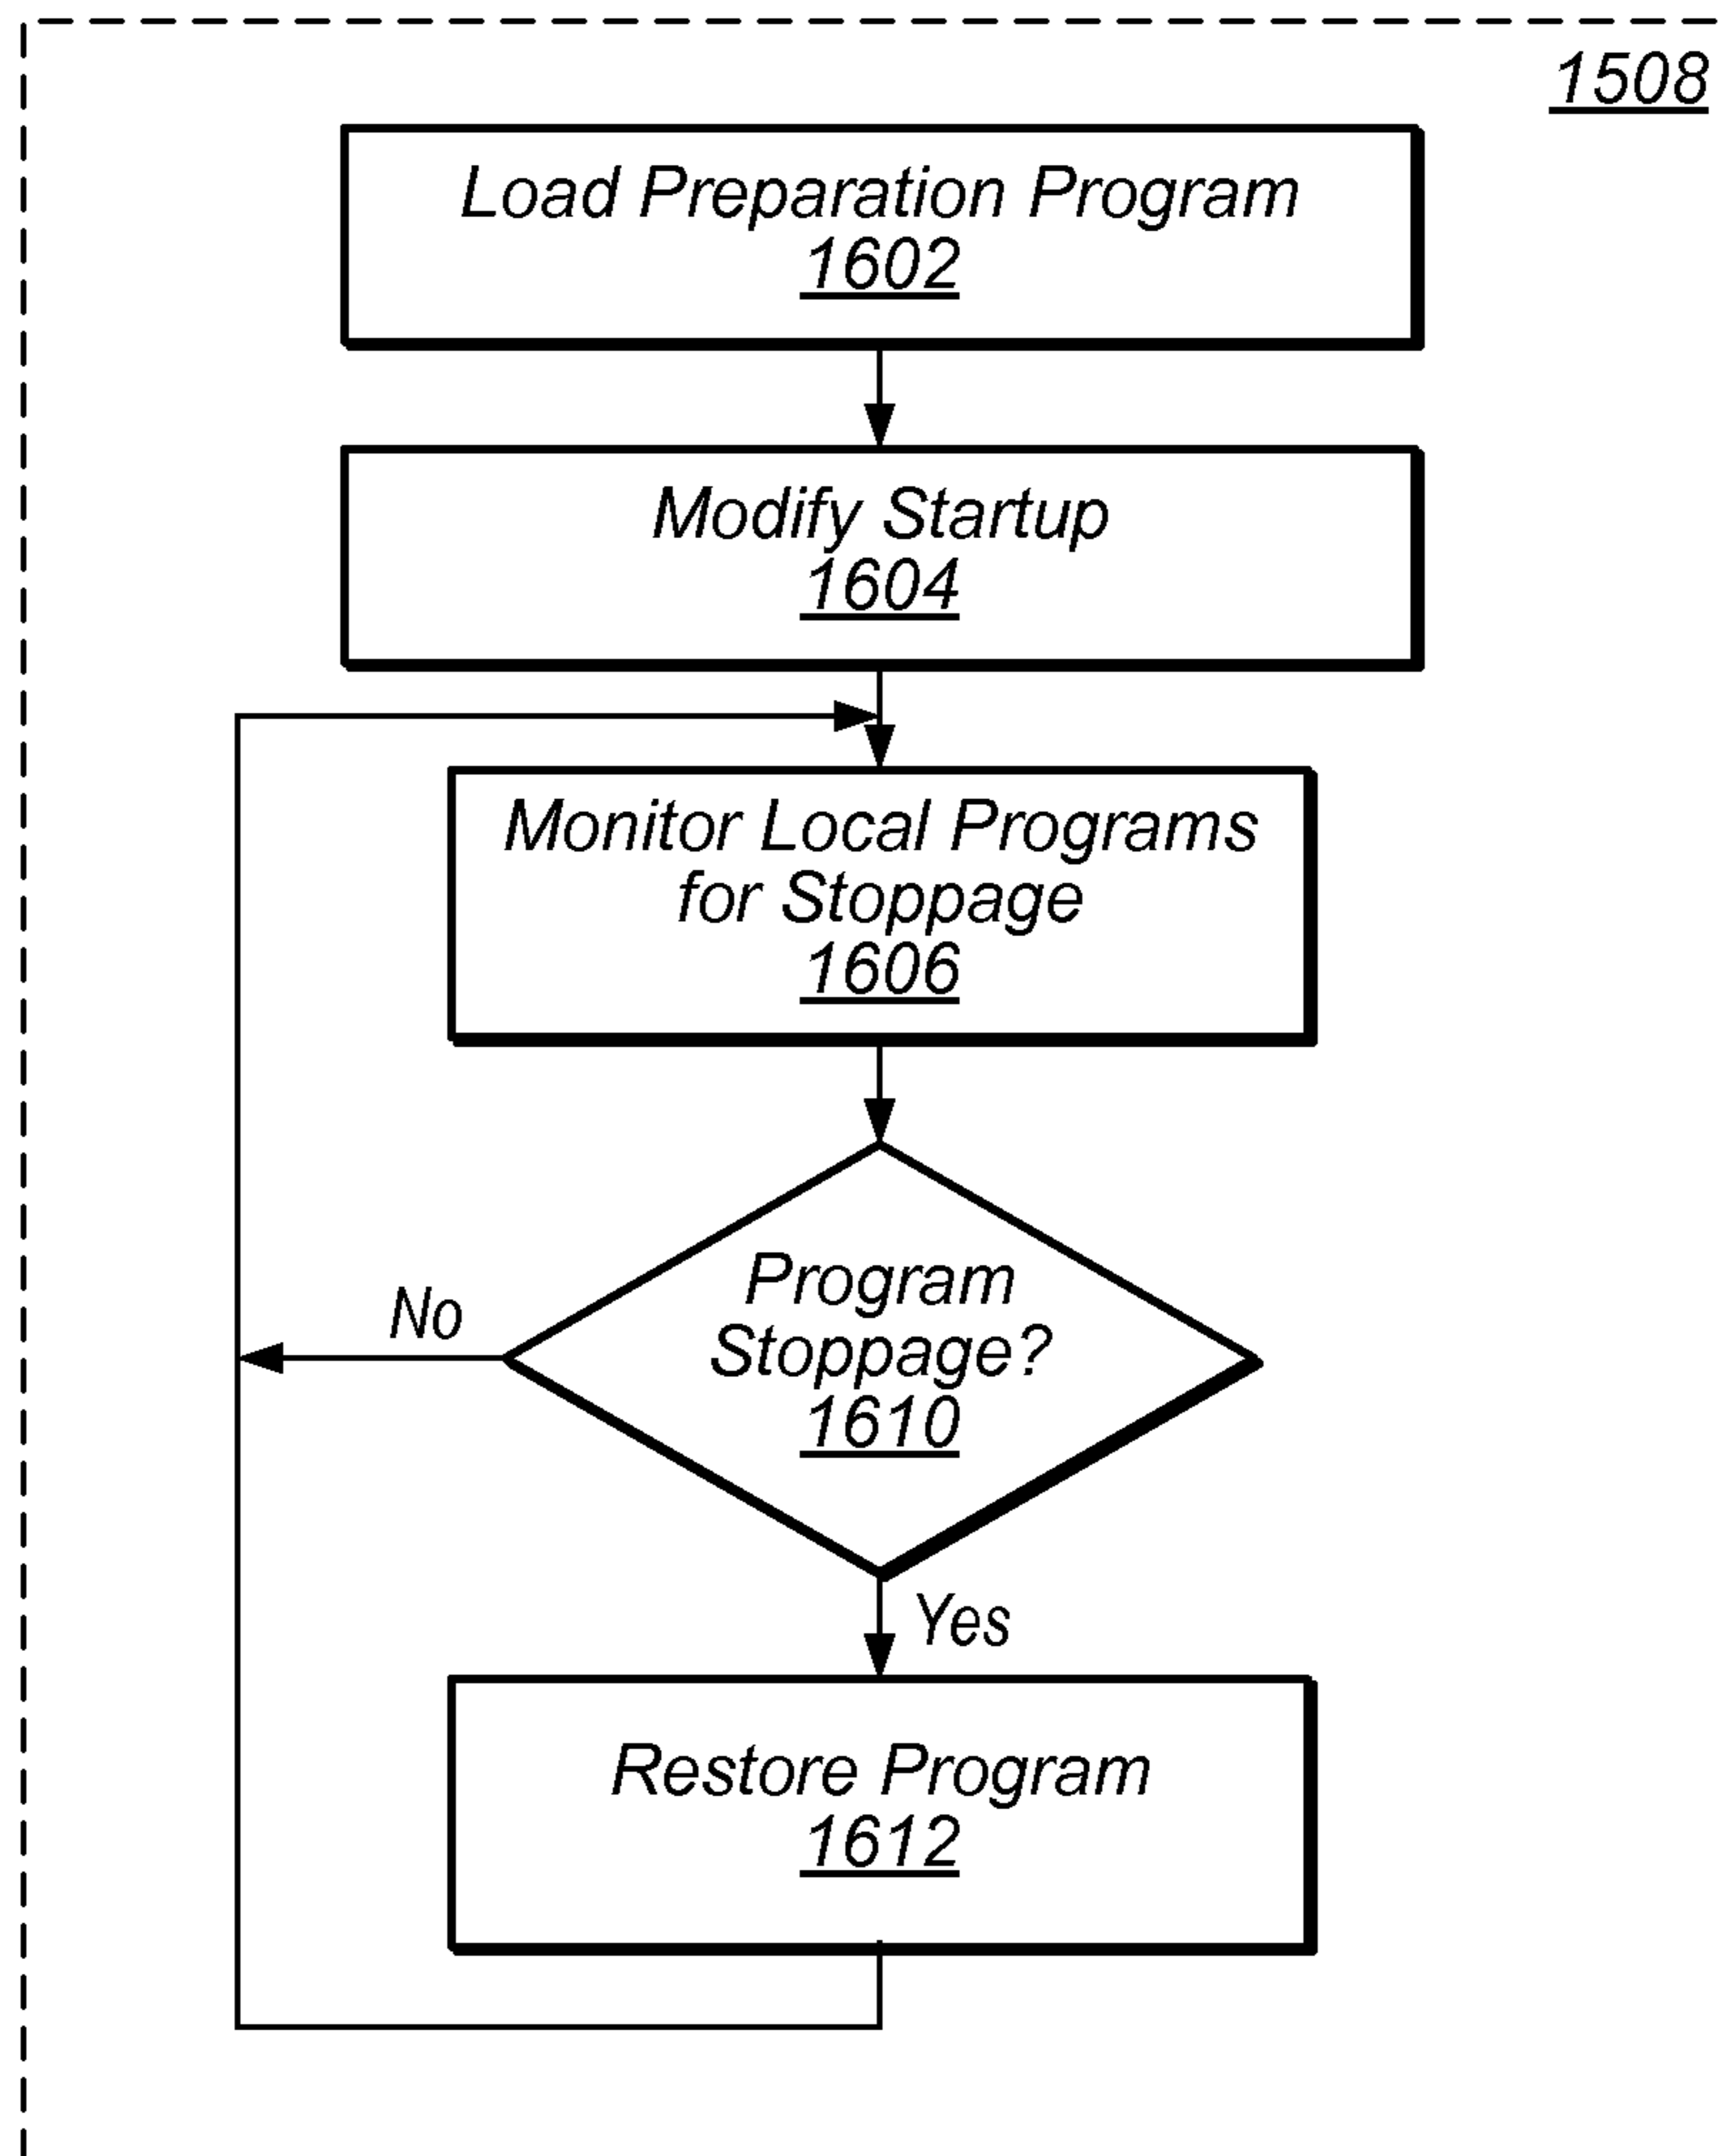 1508
Load Preparation Program
1602
Modify Startup
1604
Monitor Local Programs
for Stoppage
1606
Program
Stoppage?
1610
No
Yes
Restore Program
1612